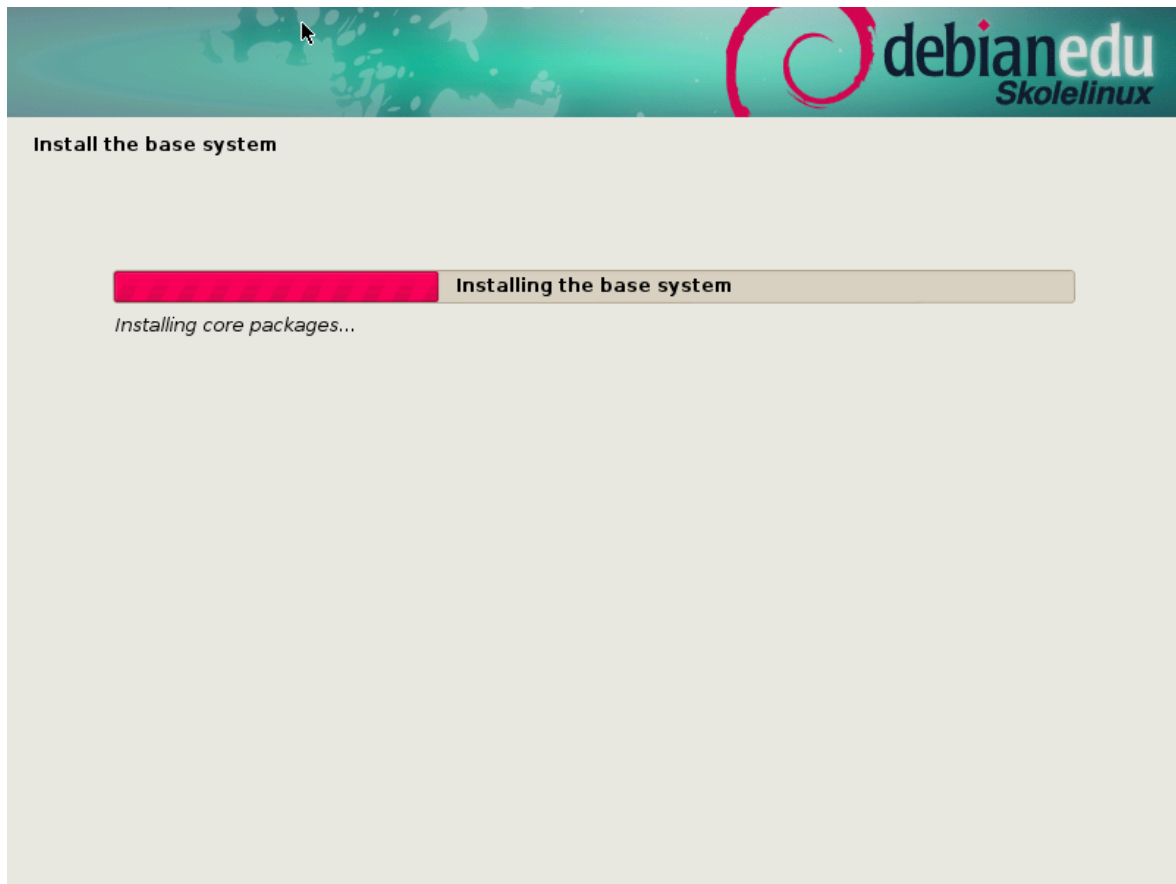 debianedu
Skolelinux
Install the base system
Installing the base system
Installing core packages...